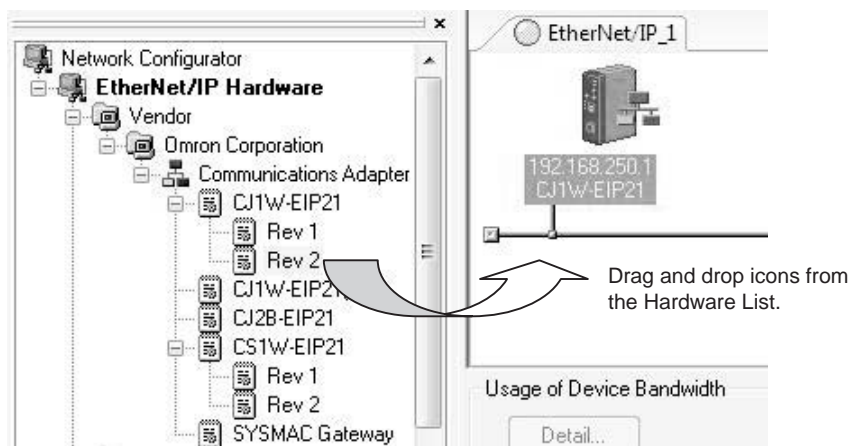 Network Configurator
EtherNet/IP Hardware
Vendor
Omron Corporation
Communications Adapter
CJ1W-EIP21
Rev 1
Rev 2
CJ1W-EIP21
CJ2B-EIP21
CS1W-EIP21
Rev 1
Rev 2
SYSMAC Gateway
EtherNet/IP_1
192.168.250.1
CJ1W-EIP21
Drag and drop icons from
the Hardware List.
Usage of Device Bandwidth
Detail...